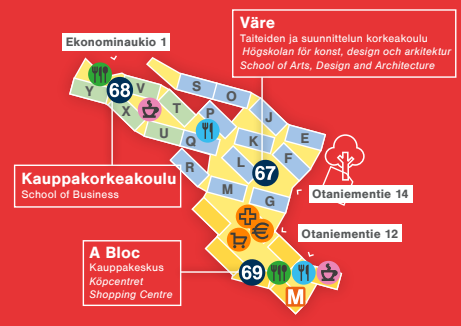 Väre
Taiteiden ja suunnittelun korkeakoulu
Högskolan för konst, design och arkitektur
School of Arts, Design and Architecture
Ekonominaukio 1
68
Y
V
X
T
U
S
O
P
Q
R
J
E
K
F
L
67
M
G
Kauppakorkeakoulu
School of Business
Otaniementie 14
Otaniementie 12
A Bloc
Kauppakeskus
Köpcentret
Shopping Centre
69
M